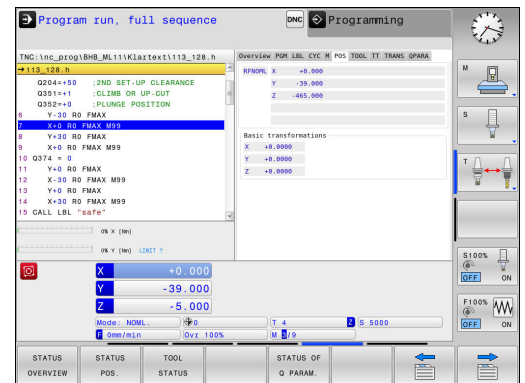 Program run, full sequence
DNC
Programming
TNC:\nc_prog\BHB_ML11\Klartext\113_128.h
→113_128.h
Q204=+50 ;2ND SET-UP CLEARANCE
Q351=+1 ;CLIMB OR UP-CUT
Q352=+0 ;PLUNGE POSITION
6 Y-30 R0 FMAX M99
7 X+0 R0 FMAX M99
8 Y+30 R0 FMAX M99
9 X+0 R0 FMAX M99
10 Q374 = 0
11 Y+0 R0 FMAX
12 X-30 R0 FMAX M99
13 Y+0 R0 FMAX
14 X+30 R0 FMAX M99
15 CALL LBL "safe"
0% X [Nm]
0% Y [Nm] LIMIT 1
Overview PGM LBL CYC M POS TOOL TT TRANS QPARA
RFNOML X +0.000
Y -39.000
Z -465.000
Basic transformations
X +0.0000
Y +0.0000
Z +0.0000
X +0.000
Y -39.000
Z -5.000
Mode: NOML. 0 T 4 Z S 5000
F 0mm/min Ovr 100% M 5/9
M
S
T
S100%
OFF ON
F100%
OFF ON
STATUS OVERVIEW
STATUS POS.
TOOL STATUS
STATUS OF Q PARAM.